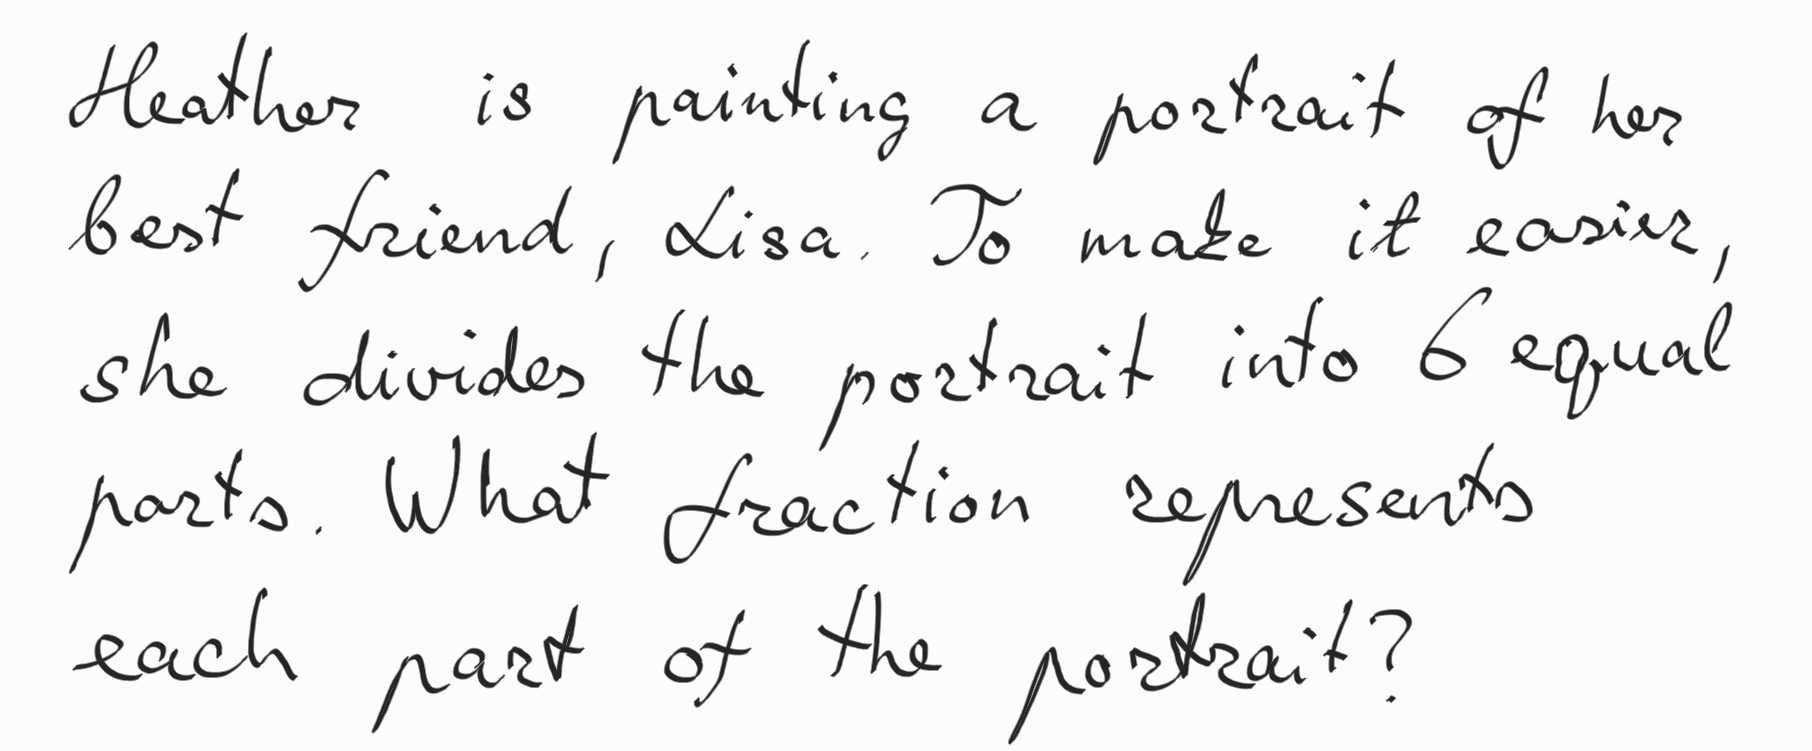 Heather is painting a portrait of her
best friend, Lisa. To make it easier,
she divides the portrait into 6 equal
parts. What fraction represents
each part of the portrait?